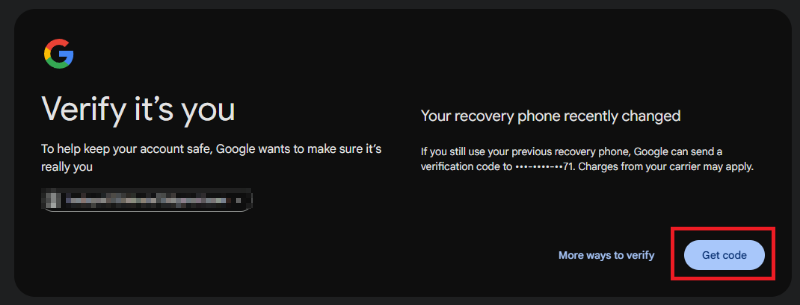 Verify it's you
To help keep your account safe, Google wants to make sure it's
really you
Your recovery phone recently changed
If you still use your previous recovery phone, Google can send a
verification code to •••-••••-••71. Charges from your carrier may apply.
More ways to verify
Get code